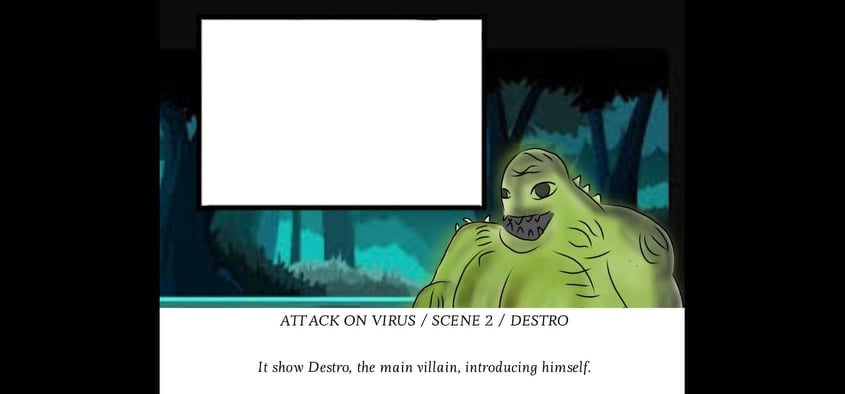 ATTACK ON VIRUS / SCENE 2 / DESTRO
It show Destro, the main villain, introducing himself.